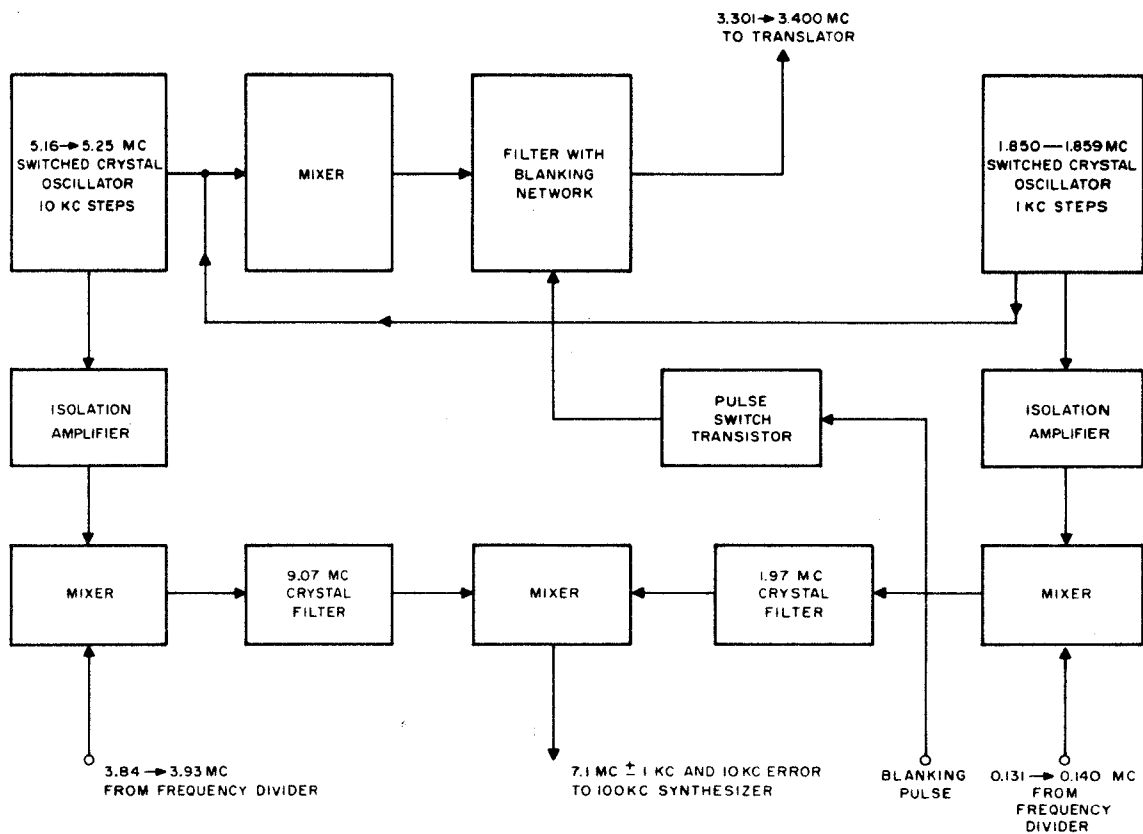 3.301→3.400 MC
TO TRANSLATOR
5.16→5.25 MC
SWITCHED CRYSTAL
OSCILLATOR
10 KC STEPS
MIXER
FILTER WITH
BLANKING
NETWORK
1.850—1.859 MC
SWITCHED CRYSTAL
OSCILLATOR
1 KC STEPS
ISOLATION
AMPLIFIER
PULSE
SWITCH
TRANSISTOR
ISOLATION
AMPLIFIER
MIXER
9.07 MC
CRYSTAL
FILTER
MIXER
1.97 MC
CRYSTAL
FILTER
MIXER
3.84→3.93 MC
FROM FREQUENCY DIVIDER
7.1 MC ± 1 KC AND 10 KC ERROR
TO 100 KC SYNTHESIZER
BLANKING
PULSE
0.131→0.140 MC
FROM
FREQUENCY
DIVIDER